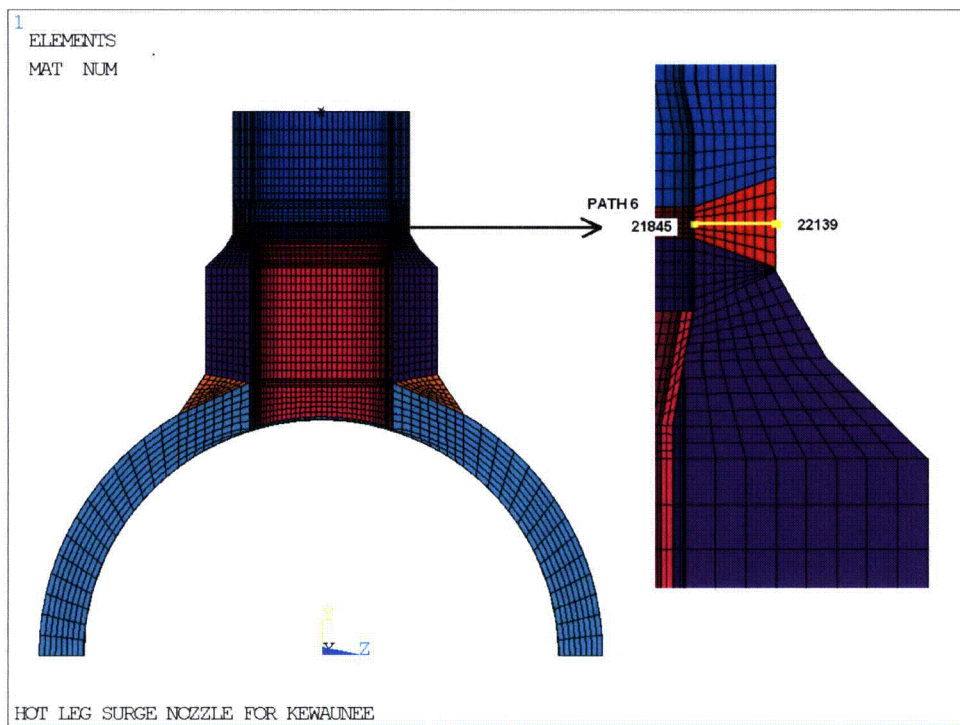 1
ELEMENTS
MAT NUM
PATH 6
21845
22139
Y
X Z
HOT LEG SURGE NOZZLE FOR KEWAUNEE